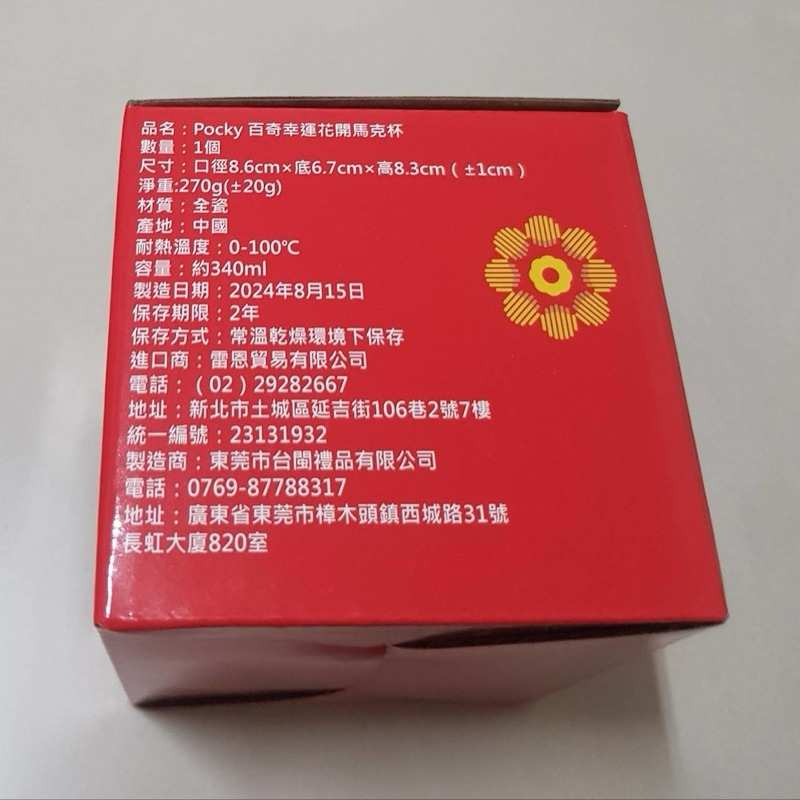 品名：Pocky 百奇幸運花開馬克杯
數量：1個
尺寸：口徑8.6cm×底6.7cm×高8.3cm（±1cm）
淨重:270g(±20g)
材質：全瓷
產地：中國
耐熱溫度：0-100℃
容量：約340ml
製造日期：2024年8月15日
保存期限：2年
保存方式：常溫乾燥環境下保存
進口商：雷恩貿易有限公司
電話：（02）29282667
地址：新北市土城區延吉街106巷2號7樓
統一編號：23131932
製造商：東莞市台閩禮品有限公司
電話：0769-87788317
地址：廣東省東莞市樟木頭鎮西城路31號
長虹大廈820室